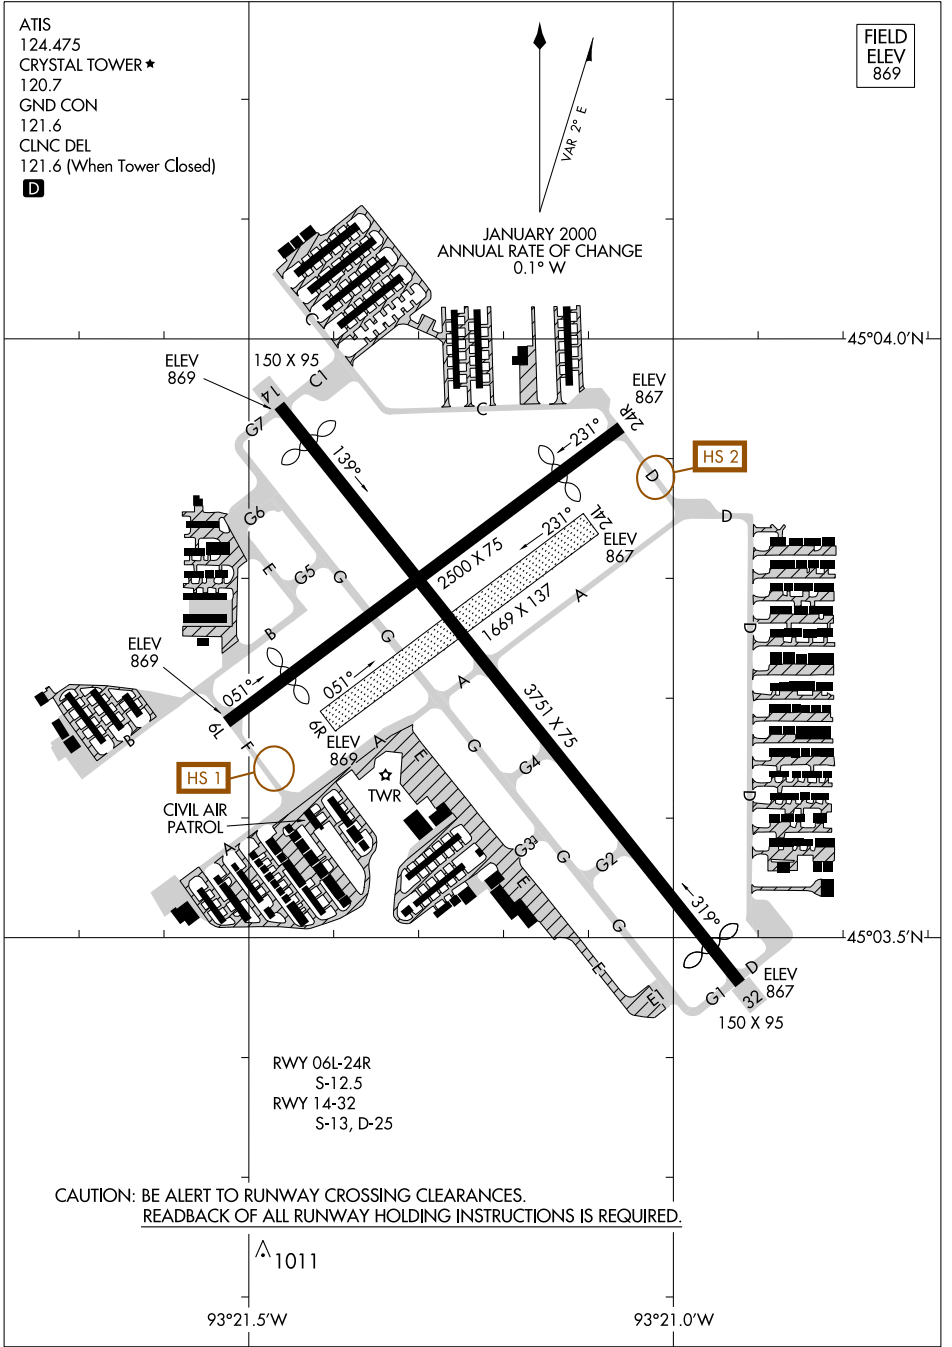 ATIS
124.475
CRYSTAL TOWER ★
120.7
GND CON
121.6
CLNC DEL
121.6 (When Tower Closed)
D
FIELD
ELEV
869
VAR 2° E
JANUARY 2000
ANNUAL RATE OF CHANGE
0.1° W
45°04.0'N
ELEV
869
150 X 95
C
C1
14
G7
139°
C
ELEV
867
24R
231°
HS 2
D
D
G6
E
G5
G
2500 X 75
231°
24L
ELEV
867
1669 X 137
A
B
G
D
ELEV
869
051°
6L
051°
6R
ELEV
869
A
3751 X 75
B
F
A
E
G
G4
HS 1
TWR
CIVIL AIR
PATROL
A
D
G3
G
G2
E
G
319°
45°03.5'N
E
E1
G1
D
32
ELEV
867
150 X 95
RWY 06L-24R
S-12.5
RWY 14-32
S-13, D-25
CAUTION: BE ALERT TO RUNWAY CROSSING CLEARANCES.
READBACK OF ALL RUNWAY HOLDING INSTRUCTIONS IS REQUIRED.
1011
93°21.5'W
93°21.0'W